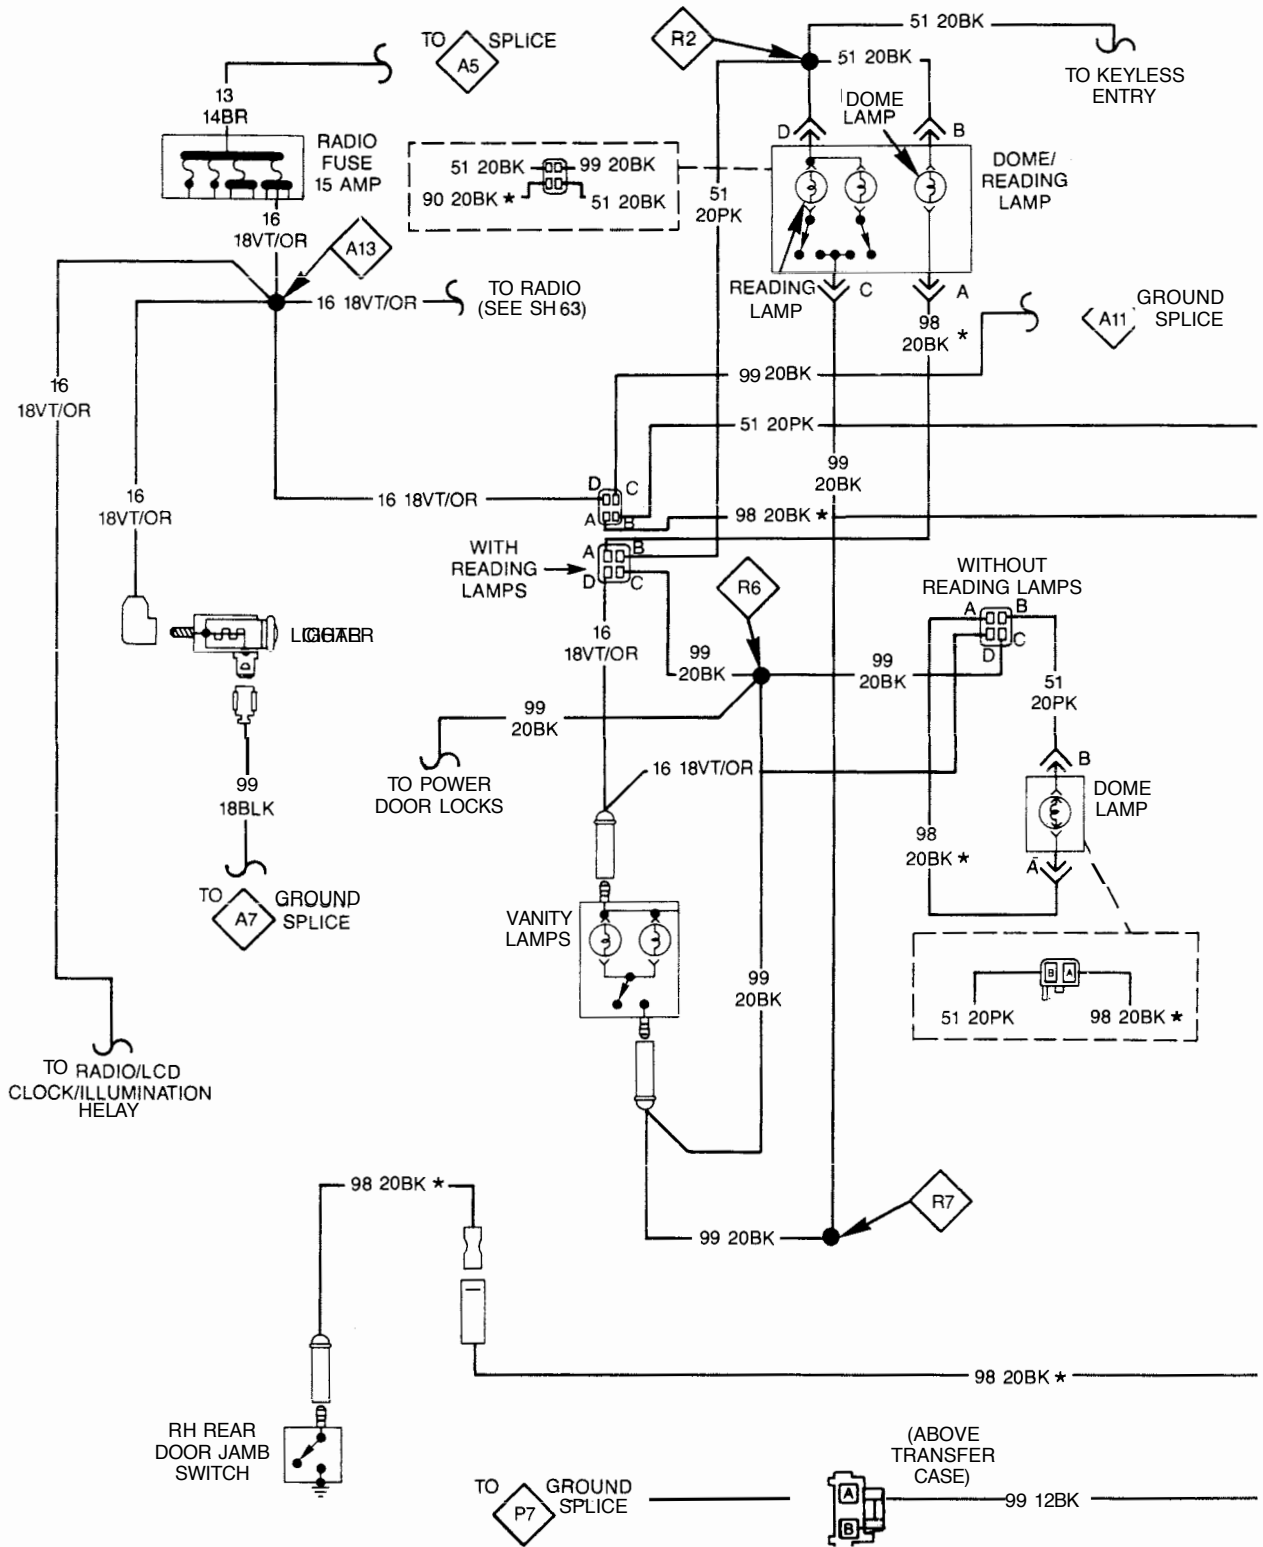 51 20BK
TO
SPLICE
A5
R2
51 20BK
TO KEYLESS
ENTRY
13
14BR
DOME
LAMP
D
B
RADIO
FUSE
15 AMP
51 20BK
99 20BK
90 20BK *
51 20BK
51
20PK
DOME/
READING
LAMP
16
18VT/OR
A13
READING
LAMP
C
A
16 18VT/OR
TO RADIO
(SEE SH 63)
98
20BK *
A11
GROUND
SPLICE
16
18VT/OR
99 20BK
51 20PK
99
20BK
16
18VT/OR
16 18VT/OR
D
C
A
B
98 20BK *
WITH
READING
LAMPS
A
B
D
C
R6
WITHOUT
READING LAMPS
A
B
C
D
16
18VT/OR
99
20BK
99
20BK
51
20PK
99
20BK
TO POWER
DOOR LOCKS
16 18VT/OR
B
DOME
LAMP
A
98
20BK *
99
18BLK
TO
A7
GROUND
SPLICE
VANITY
LAMPS
99
20BK
B
A
51 20PK
98 20BK *
TO RADIO/LCD
CLOCK/ILLUMINATION
HELAY
98 20BK *
R7
99 20BK
98 20BK *
RH REAR
DOOR JAMB
SWITCH
(ABOVE
TRANSFER
CASE)
TO
P7
GROUND
SPLICE
A
B
99 12BK